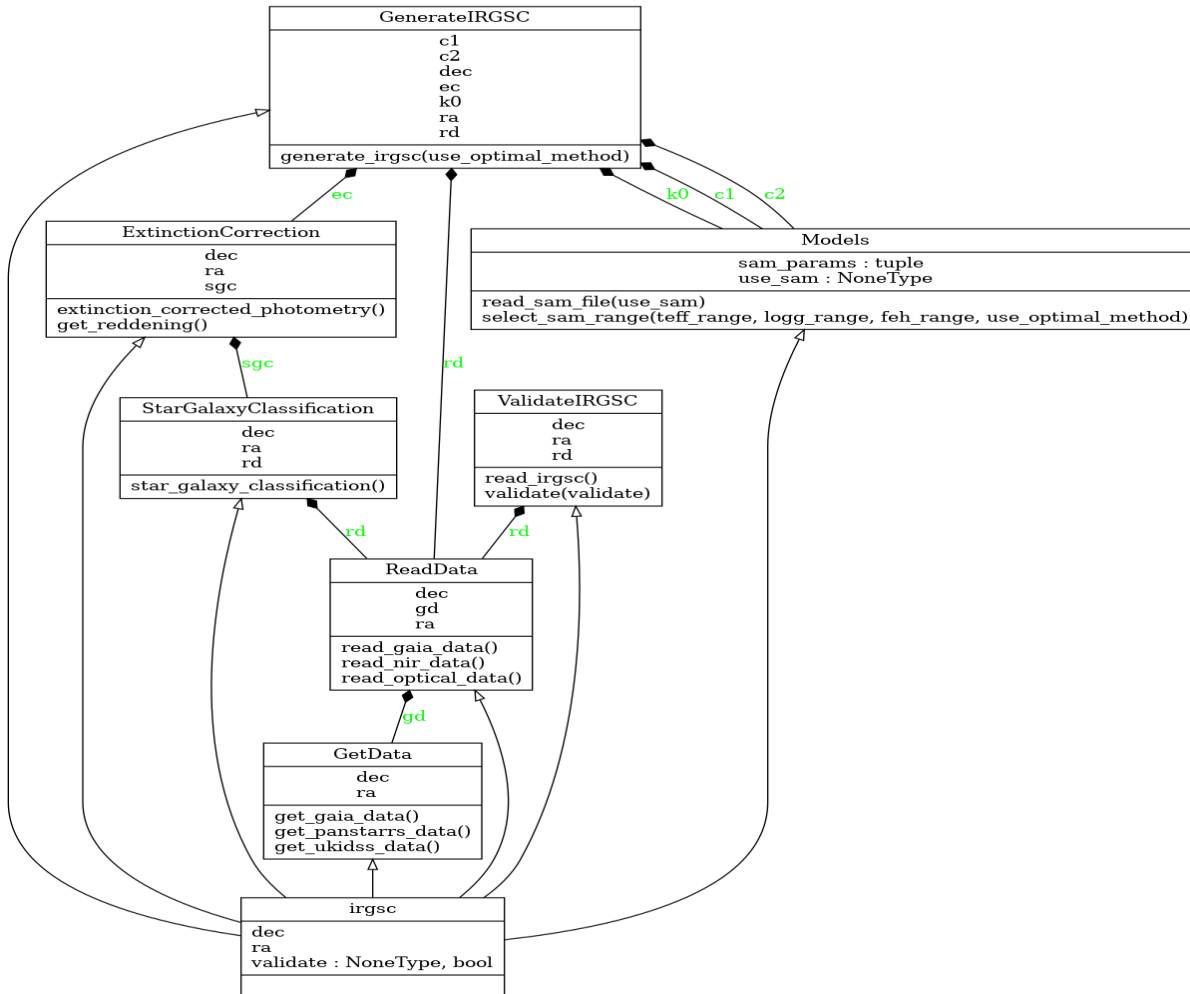 GenerateIRGSC
c1
c2
dec
ec
k0
ra
rd
generate_irgsc(use_optimal_method)
ec
k0
c1
c2
ExtinctionCorrection
dec
ra
sgc
extinction_corrected_photometry()
get_reddening()
Models
sam_params : tuple
use_sam : NoneType
read_sam_file(use_sam)
select_sam_range(teff_range, logg_range, feh_range, use_optimal_method)
sgc
rd
StarGalaxyClassification
dec
ra
rd
star_galaxy_classification()
ValidateIRGSC
dec
ra
rd
read_irgsc()
validate(validate)
rd
rd
ReadData
dec
gd
ra
read_gaia_data()
read_nir_data()
read_optical_data()
gd
GetData
dec
ra
get_gaia_data()
get_panstarrs_data()
get_ukidss_data()
irgsc
dec
ra
validate : NoneType, bool